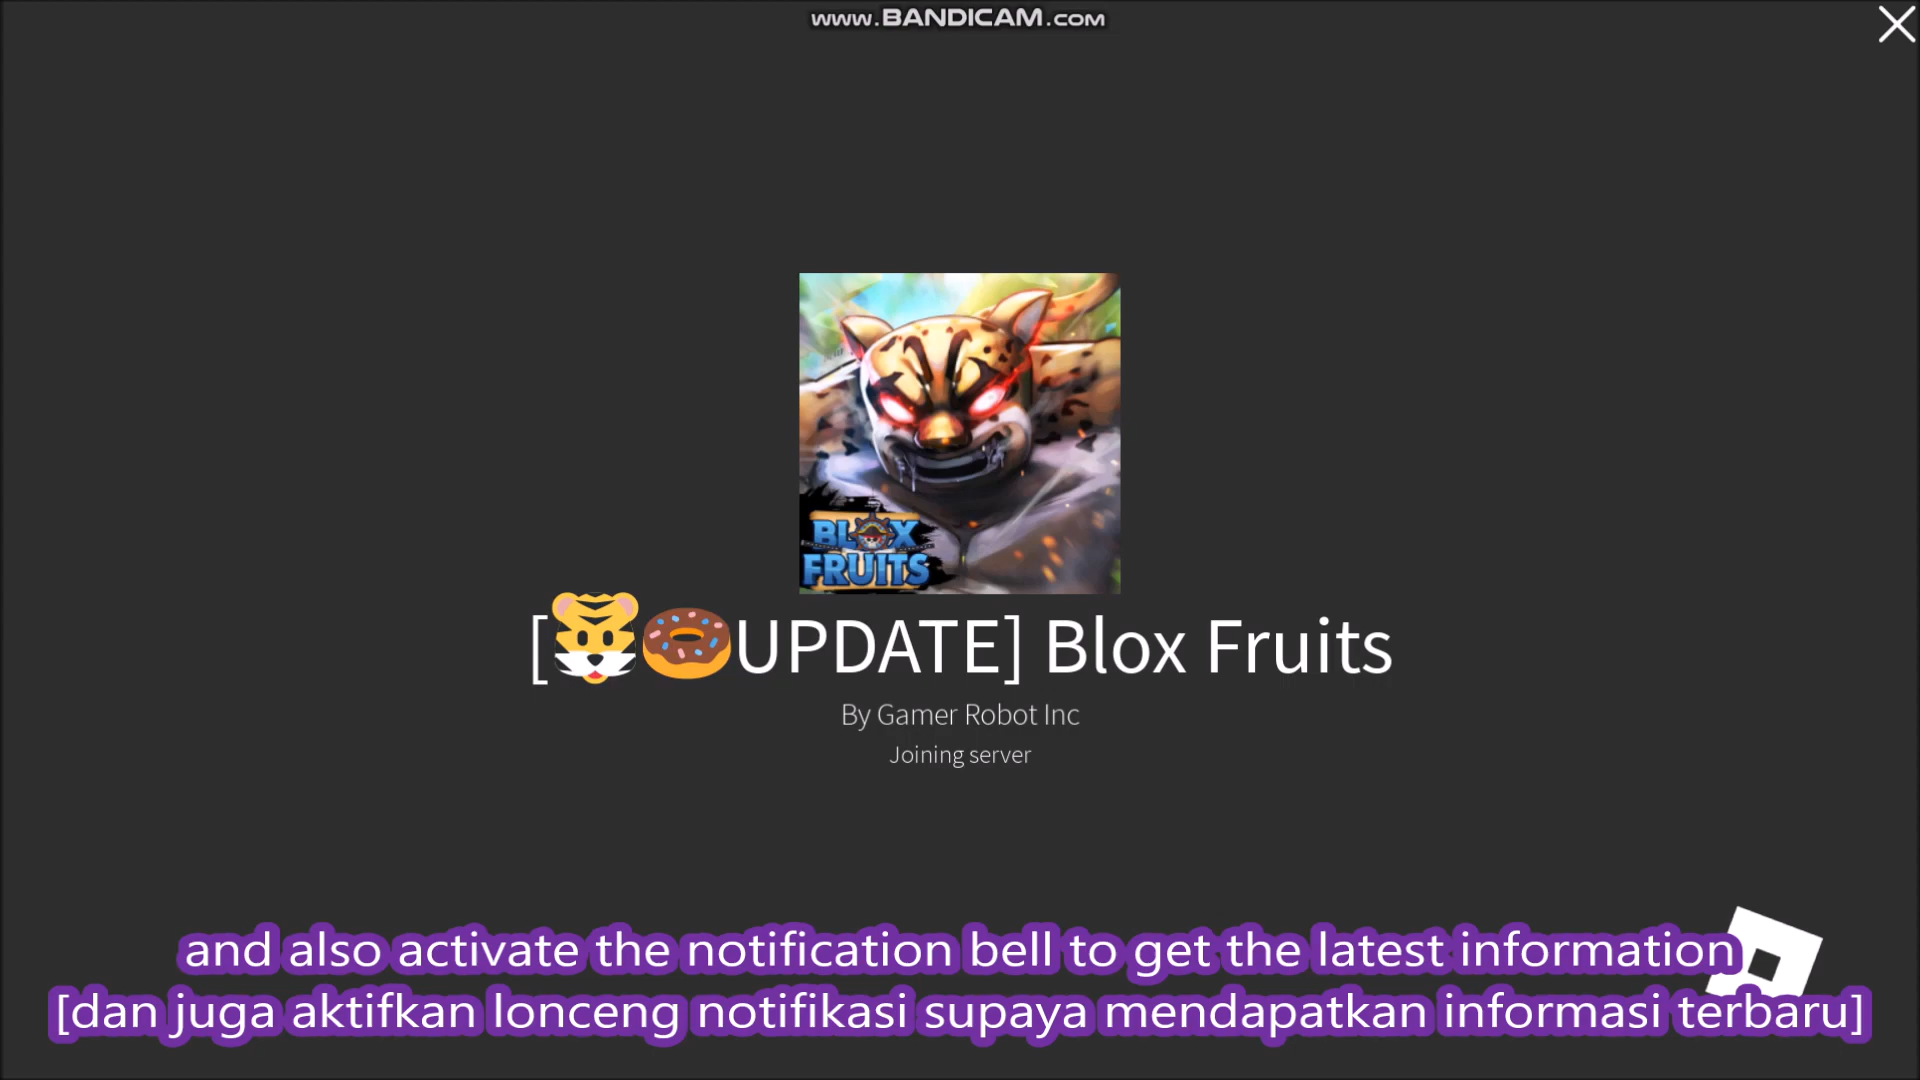 www.BANDICAM.com
BLOX
FRUITS
[🐯🍩UPDATE] Blox Fruits
By Gamer Robot Inc
Joining server
and also activate the notification bell to get the latest information
[dan juga aktifkan lonceng notifikasi supaya mendapatkan informasi terbaru]